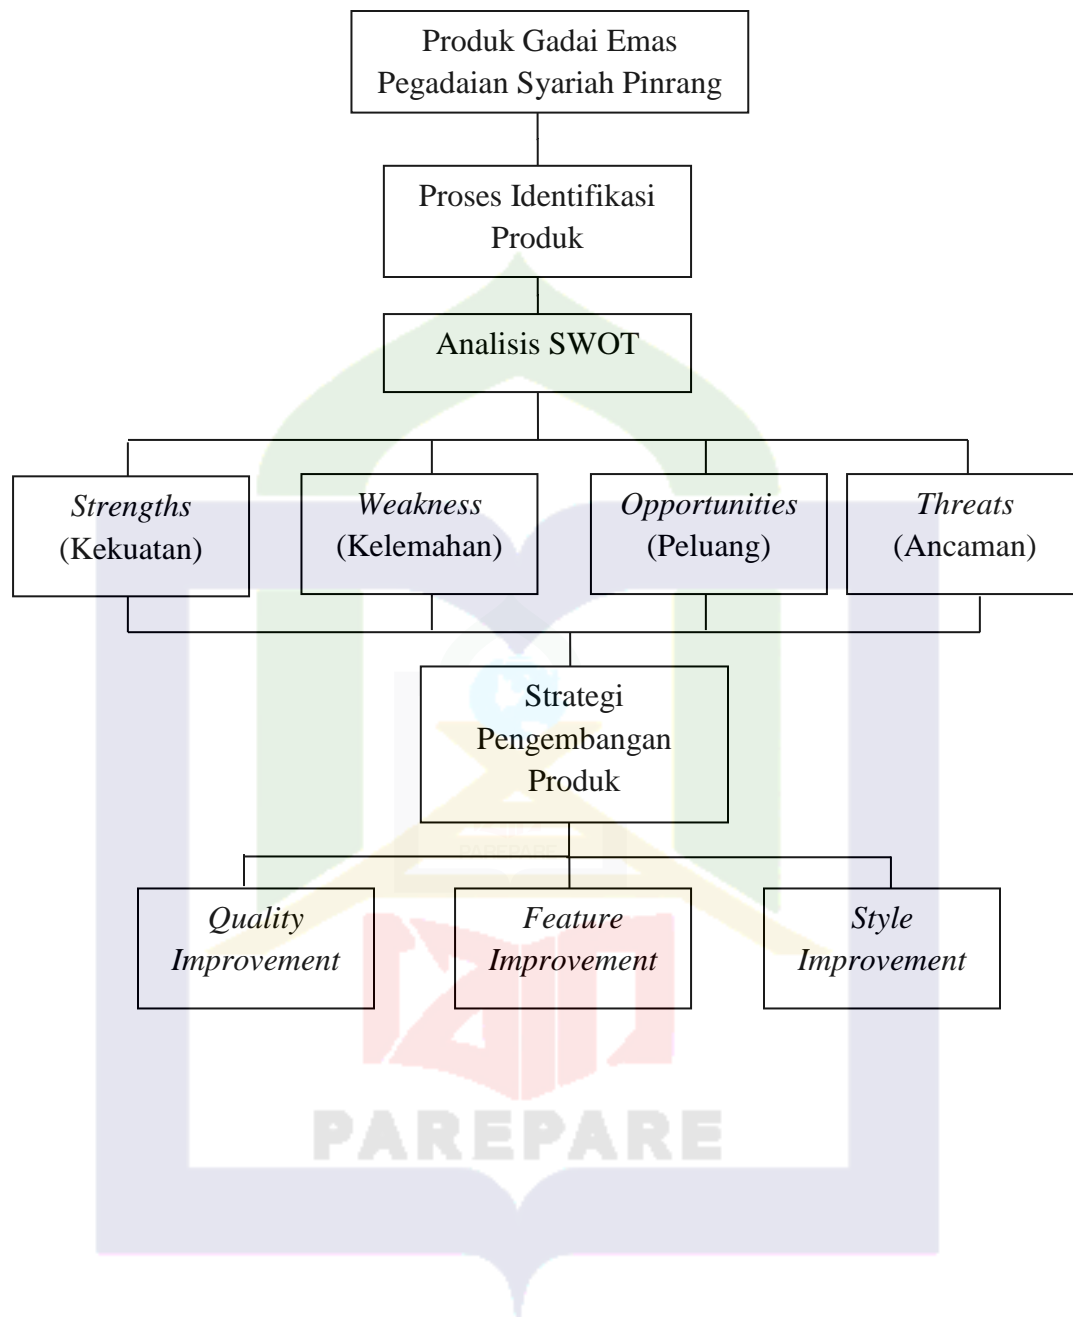 Produk Gadai Emas
Pegadaian Syariah Pinrang
Proses Identifikasi
Produk
Analisis SWOT
Strengths
(Kekuatan)
Weakness
(Kelemahan)
Opportunities
(Peluang)
Threats
(Ancaman)
Strategi
Pengembangan
Produk
PAREPARE
Quality
Improvement
Feature
Improvement
Style
Improvement
PAREPARE